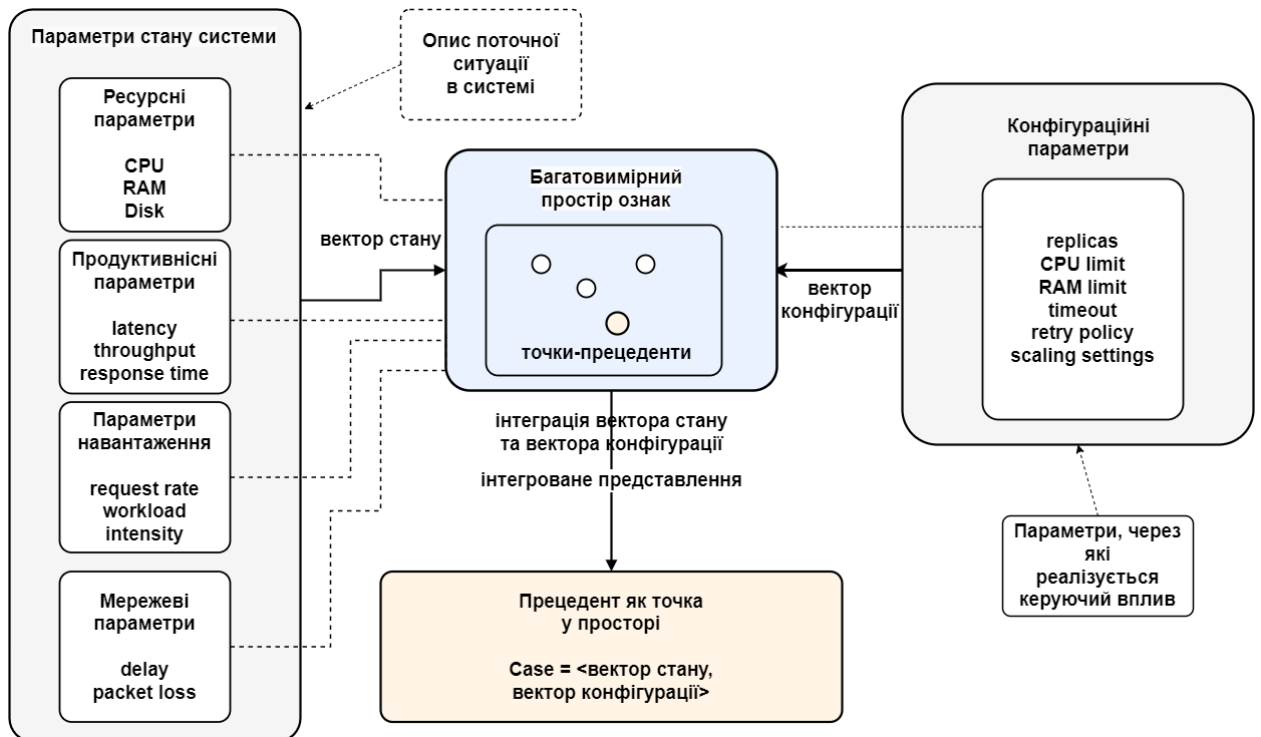 Параметри стану системи
Ресурсні
параметри
CPU
RAM
Disk
Продуктивнісні
параметри
latency
throughput
response time
Параметри
навантаження
request rate
workload
intensity
Мережеві
параметри
delay
packet loss
Опис поточної
ситуації
в системі
вектор стану
Багатовимірний
простір ознак
точки-прецеденти
інтеграція вектора стану
та вектора конфігурації
інтегроване представлення
Прецедент як точка
у просторі
Case = <вектор стану,
вектор конфігурації>
вектор
конфігурації
Конфігураційні
параметри
replicas
CPU limit
RAM limit
timeout
retry policy
scaling settings
Параметри, через
які
реалізується
керуючий вплив